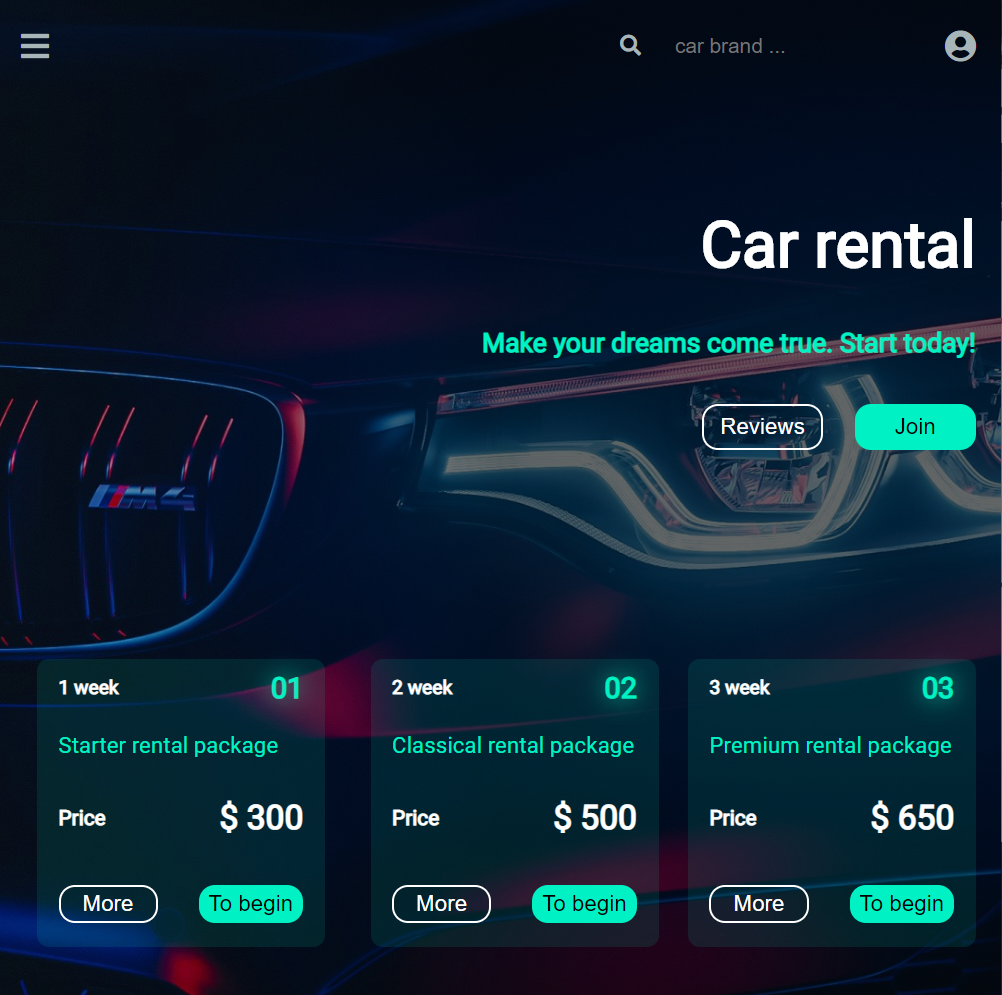 car brand ...
Car rental
Make your dreams come true. Start today!
Reviews Join
M4
1 week 01
Starter rental package
Price $ 300
More To begin
2 week 02
Classical rental package
Price $ 500
More To begin
3 week 03
Premium rental package
Price $ 650
More To begin